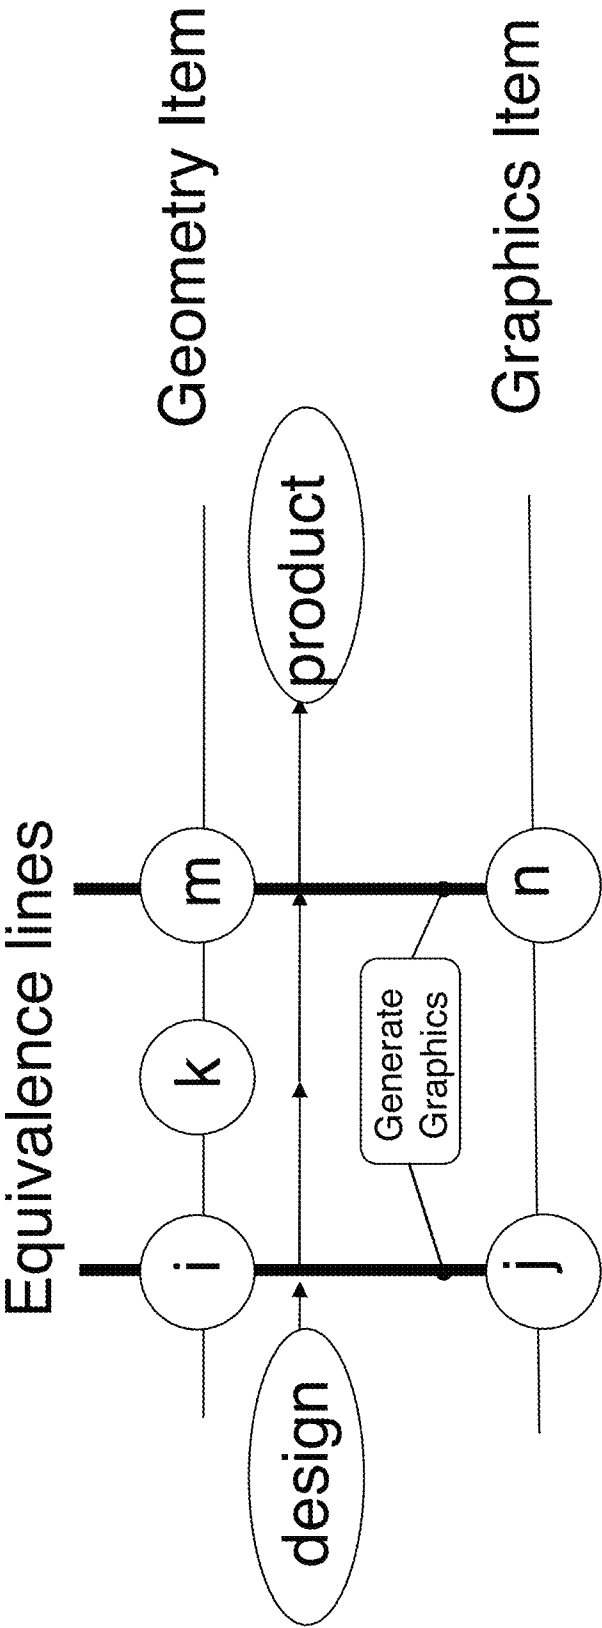 Equivalence lines
i
k
m
Geometry Item
design
product
Generate
Graphics
j
n
Graphics Item